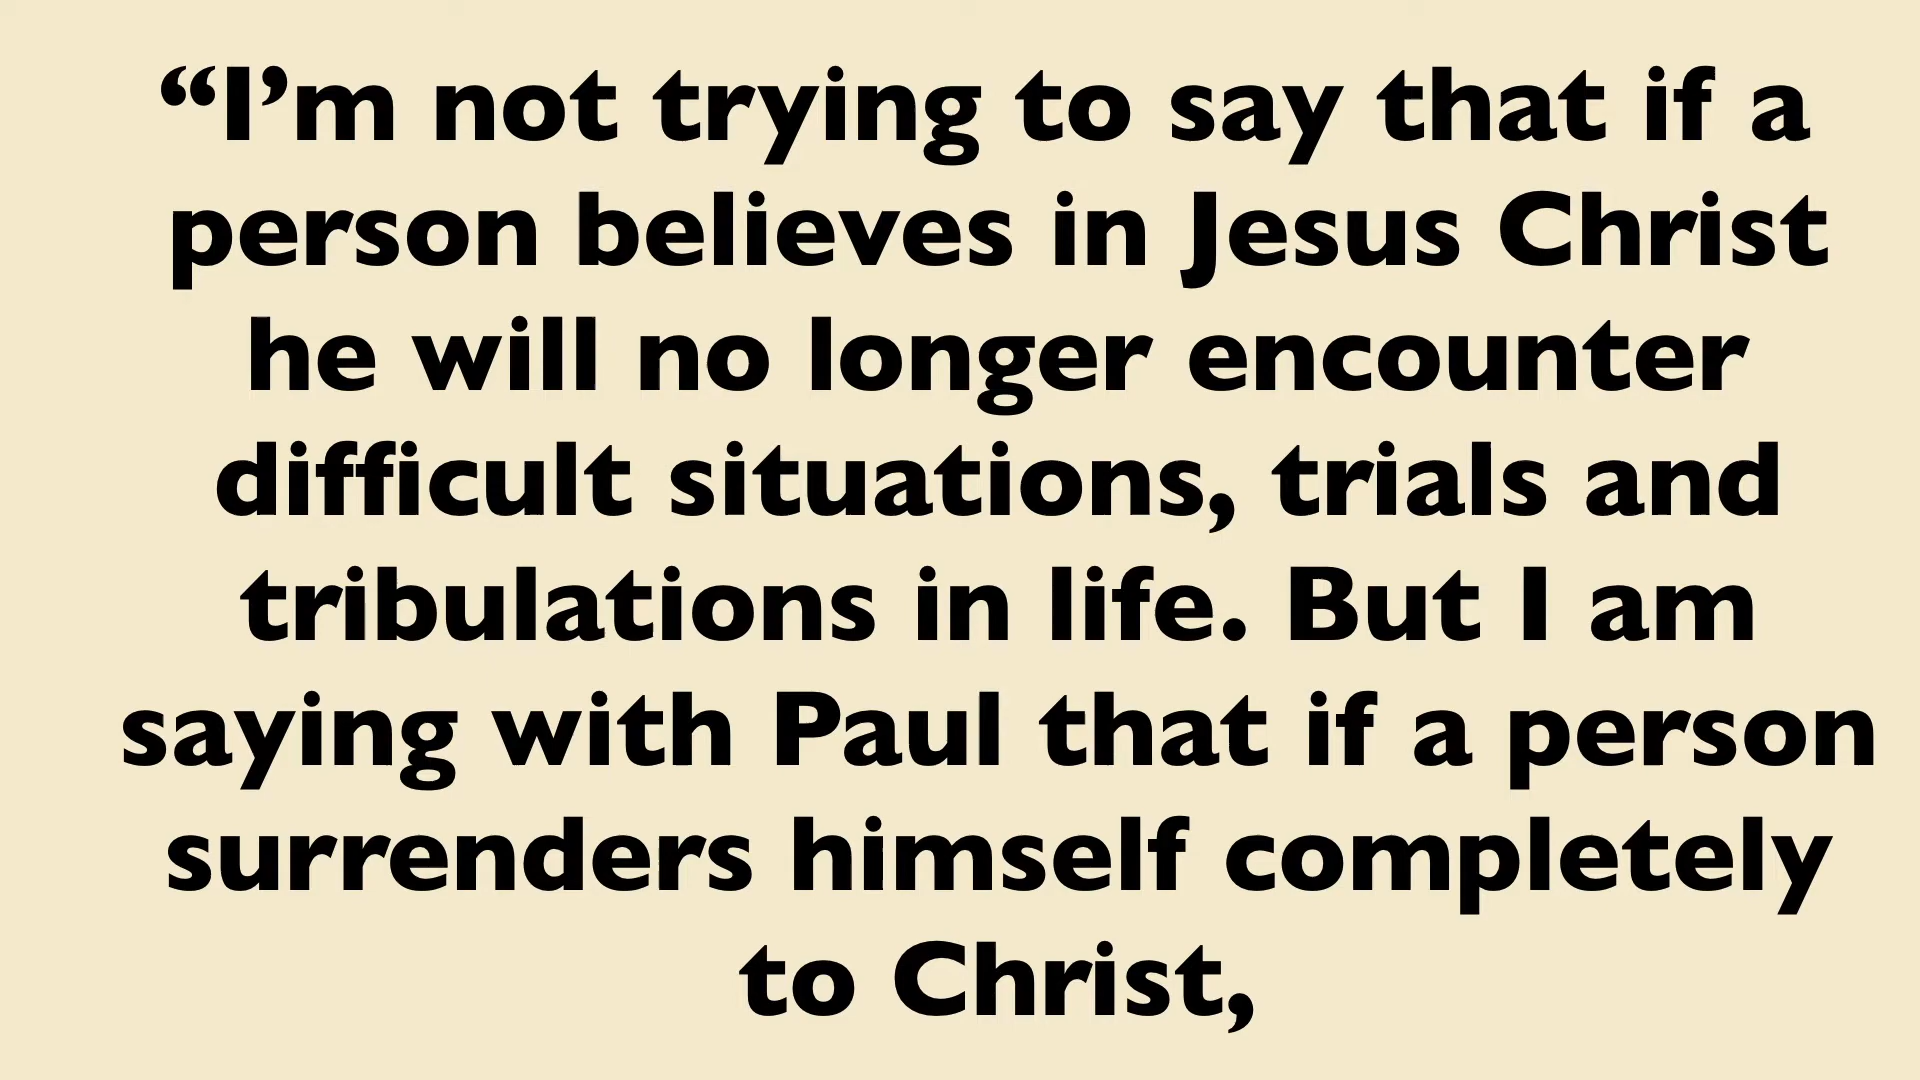 “I’m not trying to say that if a
person believes in Jesus Christ
he will no longer encounter
difficult situations, trials and
tribulations in life. But I am
saying with Paul that if a person
surrenders himself completely
to Christ,